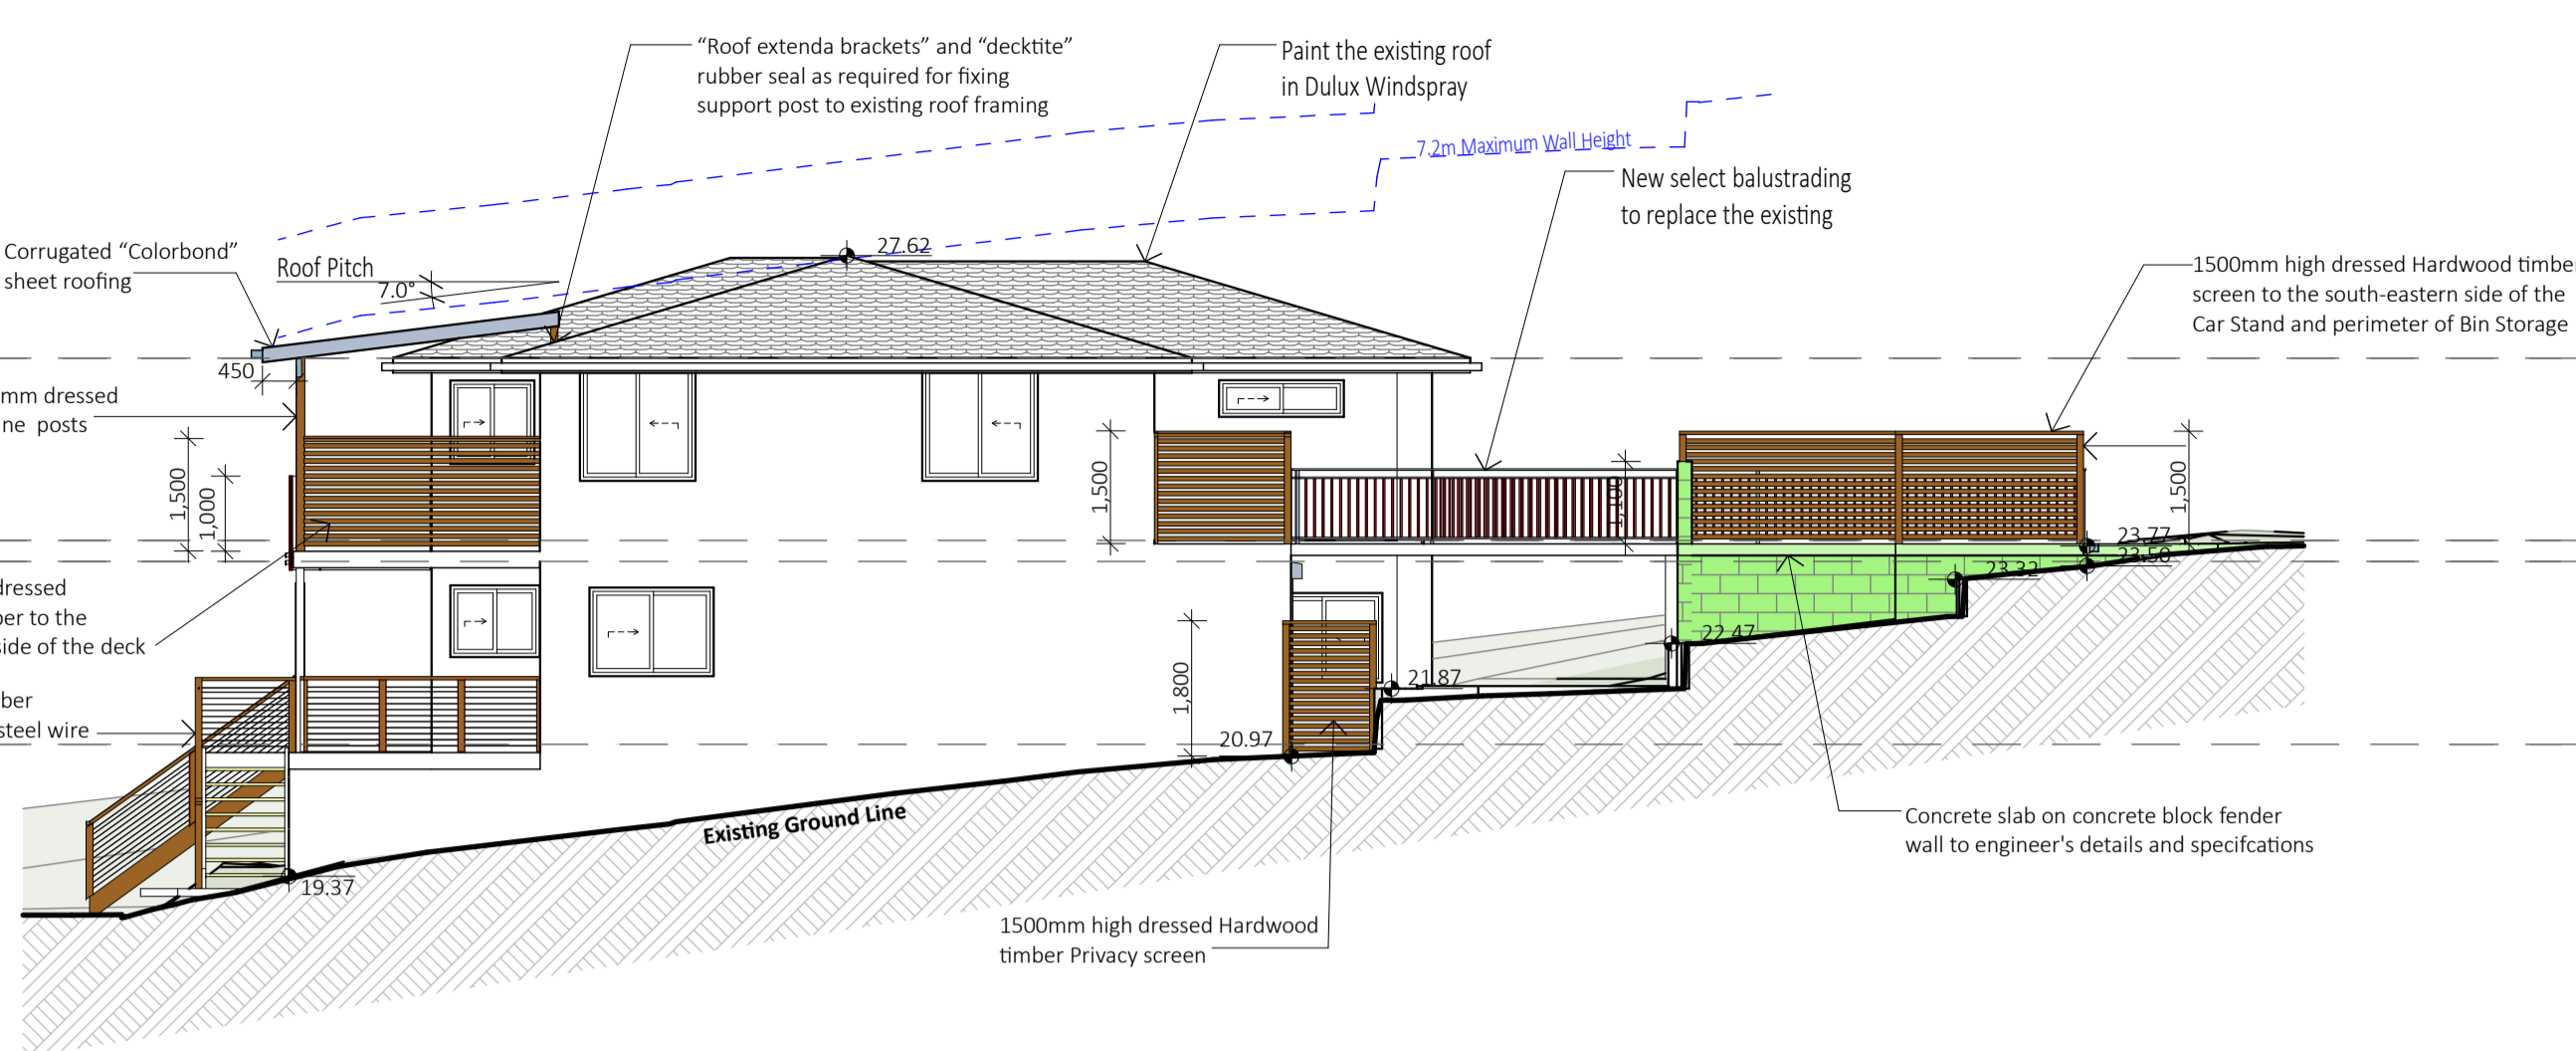 “Roof extenda brackets” and “decktite”
rubber seal as required for fixing
support post to existing roof framing
Paint the existing roof
in Dulux Windspray
7.2m Maximum Wall Height
New select balustrading
to replace the existing
Corrugated “Colorbond”
sheet roofing
Roof Pitch
7.0°
27.62
1500mm high dressed Hardwood timber
screen to the south-eastern side of the
Car Stand and perimeter of Bin Storage
450
mm dressed
ne posts
1,500
1,000
1,500
1,100
1,500
23.77
23.50
23.32
dressed
ber to the
side of the deck
22.47
21.87
1,800
ber
steel wire
20.97
Existing Ground Line
19.37
Concrete slab on concrete block fender
wall to engineer's details and specifcations
1500mm high dressed Hardwood
timber Privacy screen